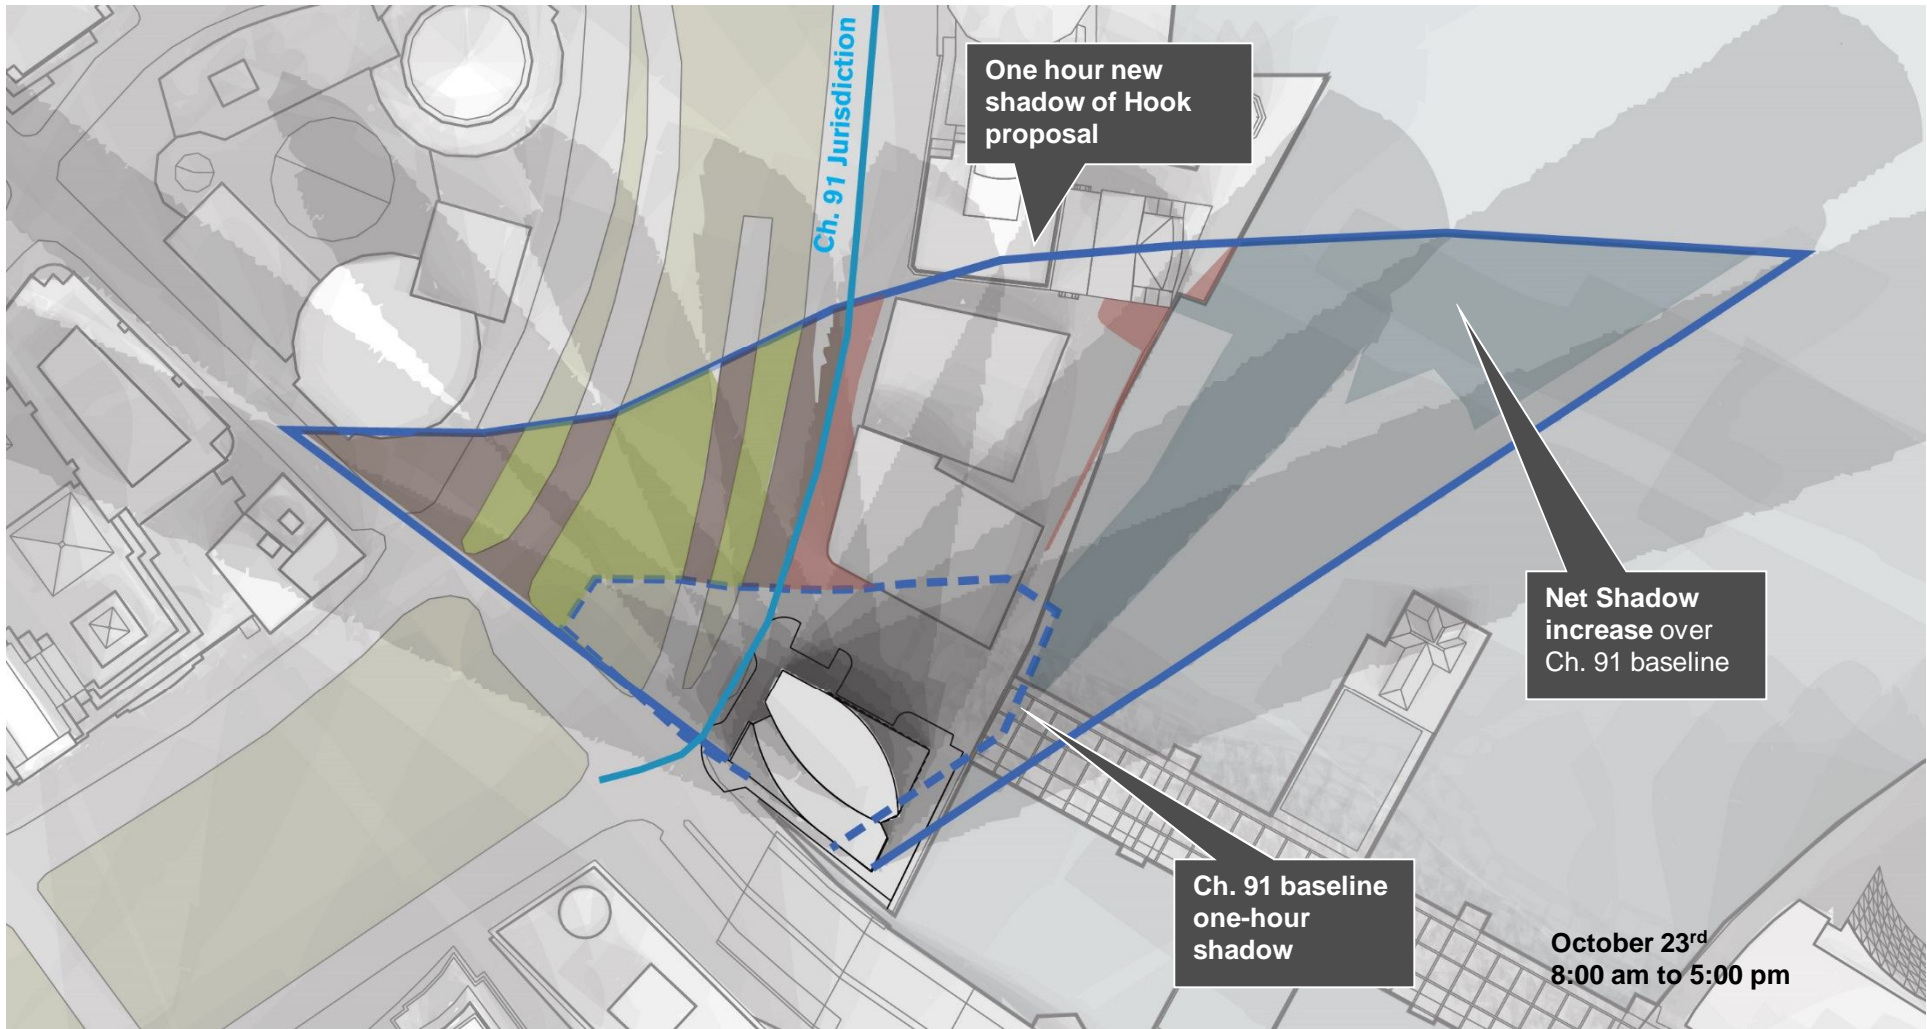 Ch. 91 Jurisdiction
One hour new
shadow of Hook
proposal
Net Shadow
increase over
Ch. 91 baseline
Ch. 91 baseline
one-hour
shadow
October 23rd
8:00 am to 5:00 pm